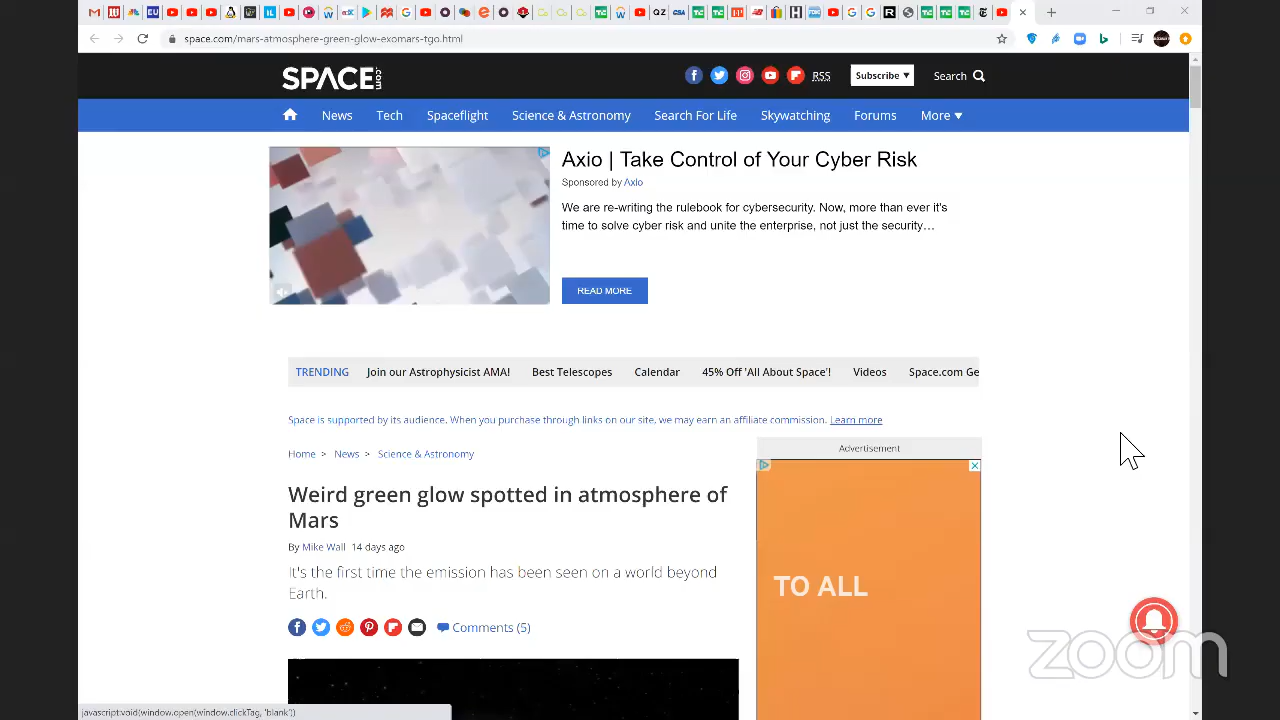 QZ
CSA
H
R
space.com/mars-atmosphere-green-glow-exomars-tgo.html
SPACE.com
RSS
Subscribe ▾
Search
News
Tech
Spaceflight
Science & Astronomy
Search For Life
Skywatching
Forums
More ▾
Axio | Take Control of Your Cyber Risk
Sponsored by Axio
We are re-writing the rulebook for cybersecurity. Now, more than ever it's
time to solve cyber risk and unite the enterprise, not just the security…
READ MORE
TRENDING
Join our Astrophysicist AMA!
Best Telescopes
Calendar
45% Off 'All About Space'!
Videos
Space.com Ge
Space is supported by its audience. When you purchase through links on our site, we may earn an affiliate commission. Learn more
Advertisement
Home > News > Science & Astronomy
Weird green glow spotted in atmosphere of
Mars
By Mike Wall 14 days ago
It's the first time the emission has been seen on a world beyond
Earth.
TO ALL
Comments (5)
zoom
javascript:void(window.open(window.clickTag, 'blank'))